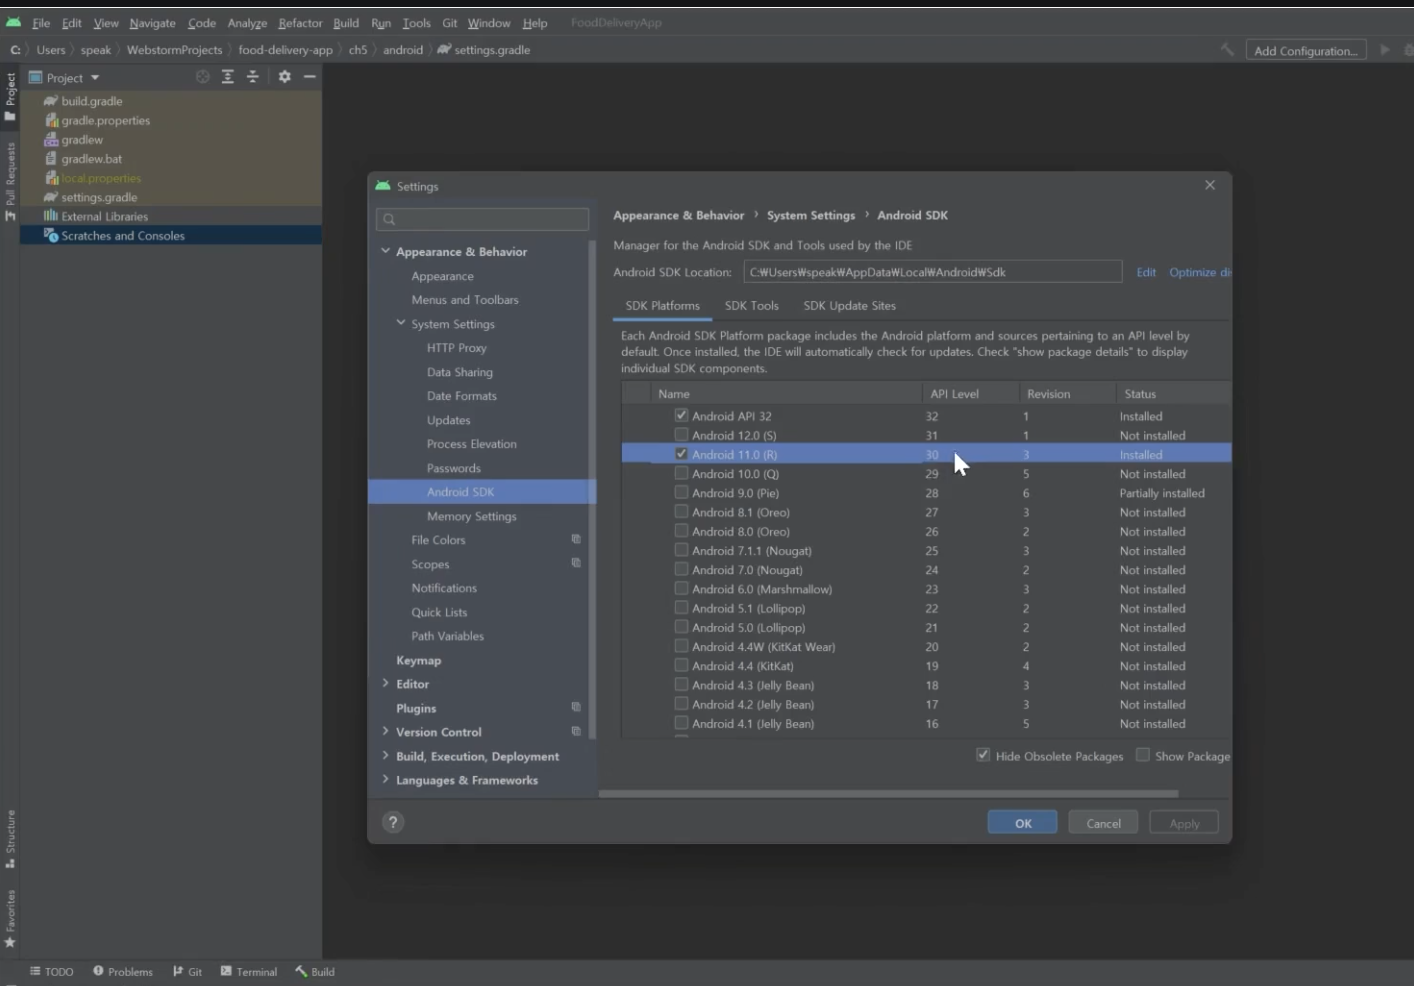 File Edit View Navigate Code Analyze Refactor Build Run Tools Git Window Help FoodDeliveryApp
C: Users speak WebstormProjects food-delivery-app ch5 android settings.gradle
Add Configuration...
Project
build.gradle
gradle.properties
gradlew
gradlew.bat
local.properties
settings.gradle
External Libraries
Scratches and Consoles
Project
Pull Requests
Structure
Favorites
Settings
Appearance & Behavior
Appearance
Menus and Toolbars
System Settings
HTTP Proxy
Data Sharing
Date Formats
Updates
Process Elevation
Passwords
Android SDK
Memory Settings
File Colors
Scopes
Notifications
Quick Lists
Path Variables
Keymap
Editor
Plugins
Version Control
Build, Execution, Deployment
Languages & Frameworks
?
Appearance & Behavior › System Settings › Android SDK
Manager for the Android SDK and Tools used by the IDE
Android SDK Location: C:₩Users₩speak₩AppData₩Local₩Android₩Sdk Edit Optimize di
SDK Platforms SDK Tools SDK Update Sites
Each Android SDK Platform package includes the Android platform and sources pertaining to an API level by
default. Once installed, the IDE will automatically check for updates. Check "show package details" to display
individual SDK components.
Name API Level Revision Status
Android API 32 32 1 Installed
Android 12.0 (S) 31 1 Not installed
Android 11.0 (R) 30 3 Installed
Android 10.0 (Q) 29 5 Not installed
Android 9.0 (Pie) 28 6 Partially installed
Android 8.1 (Oreo) 27 3 Not installed
Android 8.0 (Oreo) 26 2 Not installed
Android 7.1.1 (Nougat) 25 3 Not installed
Android 7.0 (Nougat) 24 2 Not installed
Android 6.0 (Marshmallow) 23 3 Not installed
Android 5.1 (Lollipop) 22 2 Not installed
Android 5.0 (Lollipop) 21 2 Not installed
Android 4.4W (KitKat Wear) 20 2 Not installed
Android 4.4 (KitKat) 19 4 Not installed
Android 4.3 (Jelly Bean) 18 3 Not installed
Android 4.2 (Jelly Bean) 17 3 Not installed
Android 4.1 (Jelly Bean) 16 5 Not installed
Hide Obsolete Packages Show Package
OK Cancel Apply
TODO Problems Git Terminal Build